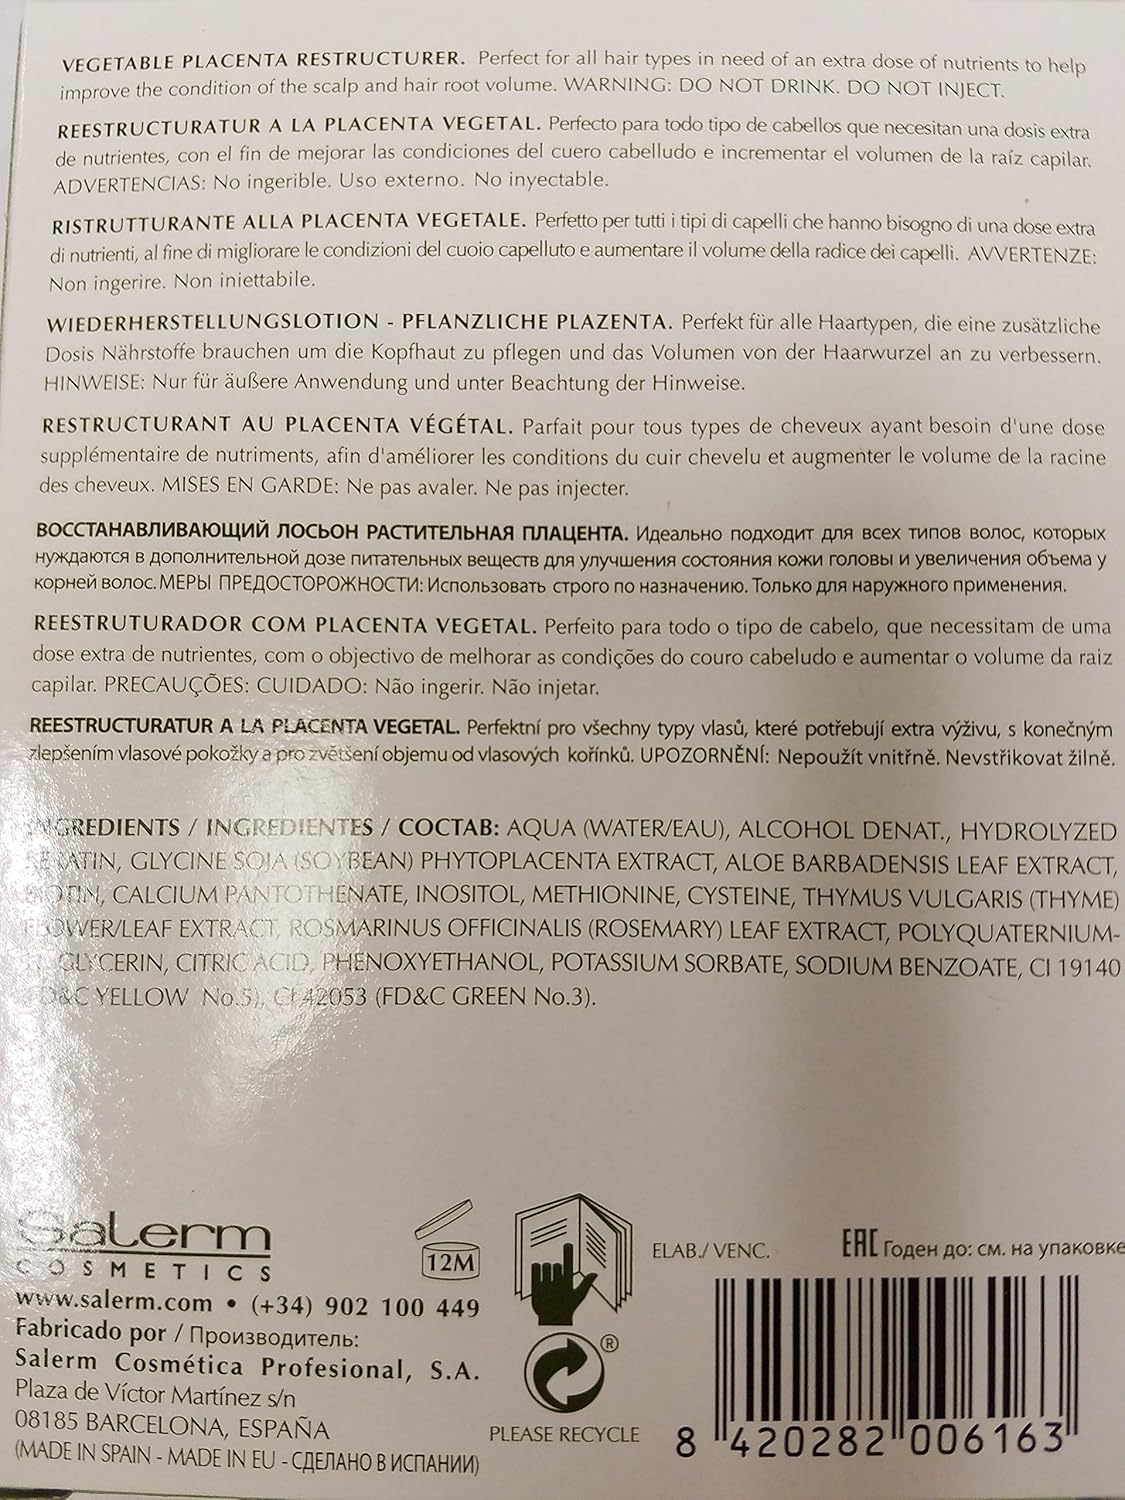 VEGETABLE PLACENTA RESTRUCTURER. Perfect for all hair types in need of an extra dose of nutrients to help
improve the condition of the scalp and hair root volume. WARNING: DO NOT DRINK. DO NOT INJECT.
REESTRUCTURATUR A LA PLACENTA VEGETAL. Perfecto para todo tipo de cabellos que necesitan una dosis extra
de nutrientes, con el fin de mejorar las condiciones del cuero cabelludo e incrementar el volumen de la raíz capilar.
ADVERTENCIAS: No ingerible. Uso externo. No inyectable.
RISTRUTTURANTE ALLA PLACENTA VEGETALE. Perfetto per tutti i tipi di capelli che hanno bisogno di una dose extra
di nutrienti, al fine di migliorare le condizioni del cuoio capelluto e aumentare il volume della radice dei capelli. AVVERTENZE:
Non ingerire. Non iniettabile.
WIEDERHERSTELLUNGSLOTION - PFLANZLICHE PLAZENTA. Perfekt für alle Haartypen, die eine zusätzliche
Dosis Nährstoffe brauchen um die Kopfhaut zu pflegen und das Volumen von der Haarwurzel an zu verbessern.
HINWEISE: Nur für äußere Anwendung und unter Beachtung der Hinweise.
RESTRUCTURANT AU PLACENTA VÉGÉTAL. Parfait pour tous types de cheveux ayant besoin d'une dose
supplémentaire de nutriments, afin d'améliorer les conditions du cuir chevelu et augmenter le volume de la racine
des cheveux. MISES EN GARDE: Ne pas avaler. Ne pas injecter.
ВОССТАНАВЛИВАЮЩИЙ ЛОСЬОН РАСТИТЕЛЬНАЯ ПЛАЦЕНТА. Идеально подходит для всех типов волос, которых
нуждаются в дополнительной дозе питательных веществ для улучшения состояния кожи головы и увеличения объема у
корней волос. МЕРЫ ПРЕДОСТОРОЖНОСТИ: Использовать строго по назначению. Только для наружного применения.
REESTRUTURADOR COM PLACENTA VEGETAL. Perfeito para todo o tipo de cabelo, que necessitam de uma
dose extra de nutrientes, com o objectivo de melhorar as condições do couro cabeludo e aumentar o volume da raiz
capilar. PRECAUÇÕES: CUIDADO: Não ingerir. Não injetar.
REESTRUCTURATUR A LA PLACENTA VEGETAL. Perfektní pro všechny typy vlasů, které potřebují extra výživu, s konečným
zlepšením vlasové pokožky a pro zvětšení objemu od vlasových kořínků. UPOZORNĚNÍ: Nepoužít vnitřně. Nevstřikovat žilně.
INGREDIENTS / INGREDIENTES / СОСТАВ: AQUA (WATER/EAU), ALCOHOL DENAT., HYDROLYZED
KERATIN, GLYCINE SOJA (SOYBEAN) PHYTOPLACENTA EXTRACT, ALOE BARBADENSIS LEAF EXTRACT,
BIOTIN, CALCIUM PANTOTHENATE, INOSITOL, METHIONINE, CYSTEINE, THYMUS VULGARIS (THYME)
FLOWER/LEAF EXTRACT, ROSMARINUS OFFICINALIS (ROSEMARY) LEAF EXTRACT, POLYQUATERNIUM-
GLYCERIN, CITRIC ACID, PHENOXYETHANOL, POTASSIUM SORBATE, SODIUM BENZOATE, CI 19140
(FD&C YELLOW No.5), CI 42053 (FD&C GREEN No.3).
Salerm
COSMETICS
12M
ELAB./ VENC.
EAC Годен до: см. на упаковке
www.salerm.com • (+34) 902 100 449
Fabricado por / Производитель:
Salerm Cosmética Profesional, S.A.
Plaza de Víctor Martínez s/n
08185 BARCELONA, ESPAÑA
(MADE IN SPAIN - MADE IN EU - СДЕЛАНО В ИСПАНИИ)
®
PLEASE RECYCLE
8 420282 006163